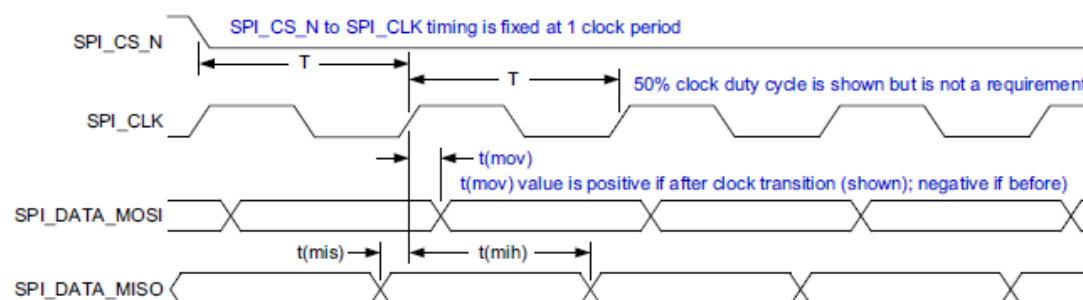 SPI_CS_N to SPI_CLK timing is fixed at 1 clock period
SPI_CS_N
T
T
50% clock duty cycle is shown but is not a requirement
SPI_CLK
t(mov)
t(mov) value is positive if after clock transition (shown); negative if before)
SPI_DATA_MOSI
t(mis)
t(mih)
SPI_DATA_MISO